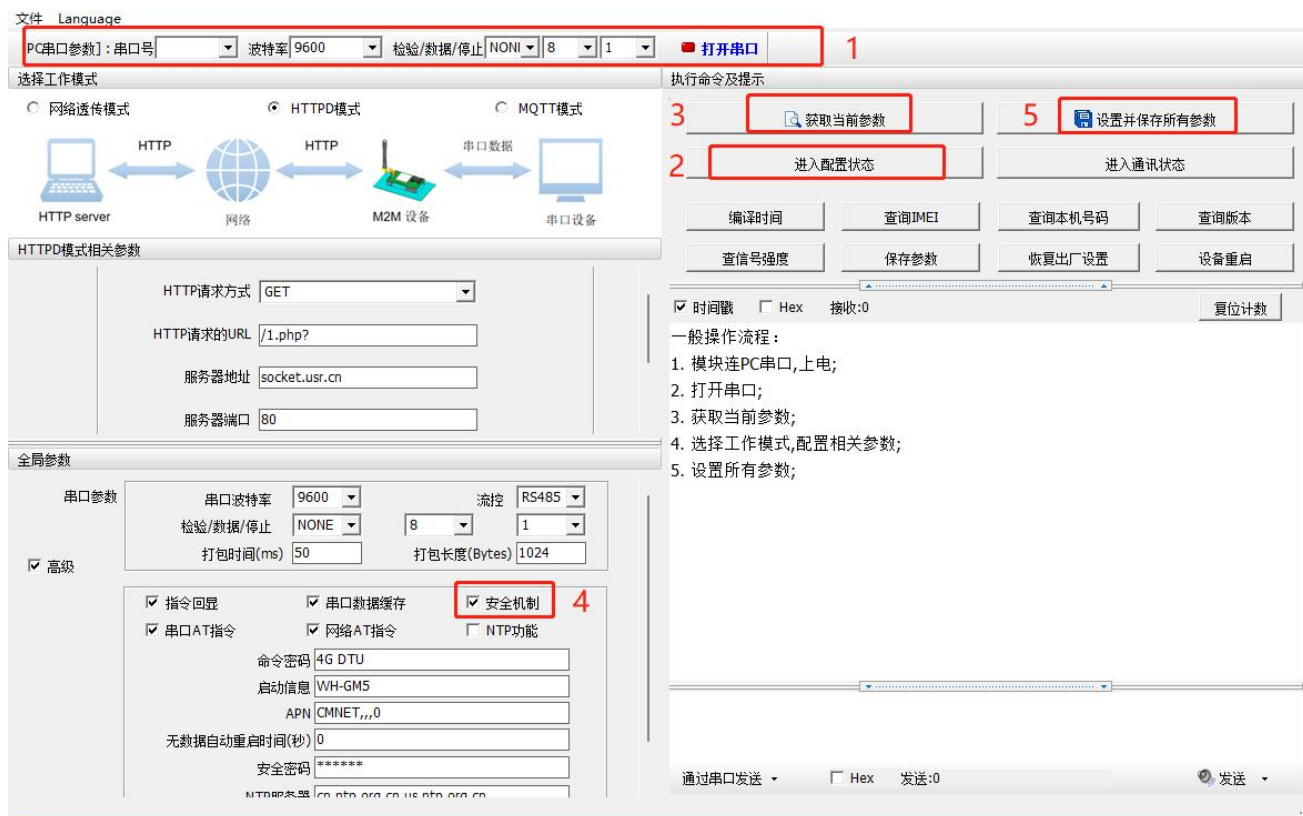 文件 Language
PC串口参数]:串口号 波特率 9600 检验/数据/停止 NONI 8 1 打开串口 1
选择工作模式
网络透传模式 HTTPD模式 MQTT模式
HTTP HTTP 串口数据
HTTP server 网络 M2M 设备 串口设备
HTTPD模式相关参数
HTTP请求方式 GET
HTTP请求的URL /1.php?
服务器地址 socket.usr.cn
服务器端口 80
全局参数
串口参数 串口波特率 9600 流控 RS485
检验/数据/停止 NONE 8 1
打包时间(ms) 50 打包长度(Bytes) 1024
高级
指令回显 串口数据缓存 安全机制 4
串口AT指令 网络AT指令 NTP功能
命令密码 4G DTU
启动信息 WH-GM5
APN CMNET,,,0
无数据自动重启时间(秒) 0
安全密码 ******
NTP服务器 cn.ntp.org.cn,us.ntp.org.cn
执行命令及提示
3 获取当前参数 5 设置并保存所有参数
2 进入配置状态 进入通讯状态
编译时间 查询IMEI 查询本机号码 查询版本
查信号强度 保存参数 恢复出厂设置 设备重启
时间戳 Hex 接收:0 复位计数
一般操作流程:
1. 模块连PC串口,上电;
2. 打开串口;
3. 获取当前参数;
4. 选择工作模式,配置相关参数;
5. 设置所有参数;
通过串口发送 Hex 发送:0 发送